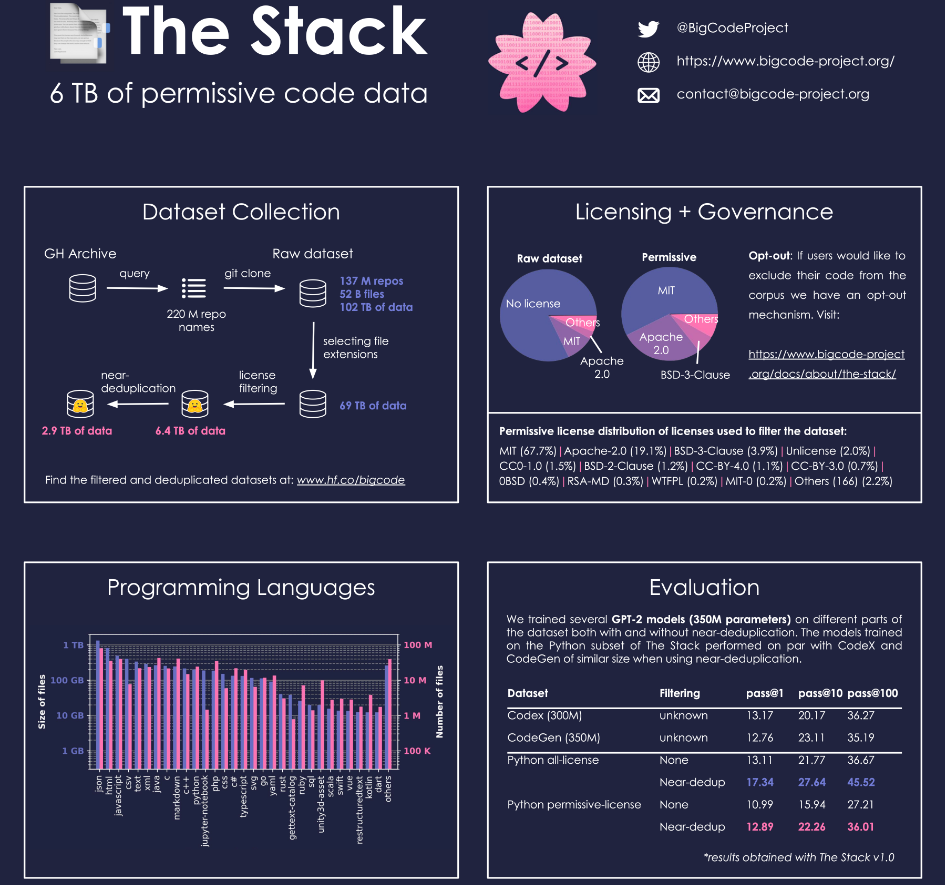 The Stack
6 TB of permissive code data
</>
@BigCodeProject
https://www.bigcode-project.org/
contact@bigcode-project.org
Dataset Collection
GH Archive
Raw dataset
query
git clone
220 M repo
names
137 M repos
52 B files
102 TB of data
selecting file
extensions
near-
deduplication
license
filtering
69 TB of data
2.9 TB of data
6.4 TB of data
Find the filtered and deduplicated datasets at: www.hf.co/bigcode
Licensing + Governance
Raw dataset
No license
Others
MIT
Apache
2.0
Permissive
MIT
Others
Apache
2.0
BSD-3-Clause
Opt-out: If users would like to
exclude their code from the
corpus we have an opt-out
mechanism. Visit:
https://www.bigcode-project
.org/docs/about/the-stack/
Permissive license distribution of licenses used to filter the dataset:
MIT (67.7%) | Apache-2.0 (19.1%) | BSD-3-Clause (3.9%) | Unlicense (2.0%) |
CC0-1.0 (1.5%) | BSD-2-Clause (1.2%) | CC-BY-4.0 (1.1%) | CC-BY-3.0 (0.7%) |
0BSD (0.4%) | RSA-MD (0.3%) | WTFPL (0.2%) | MIT-0 (0.2%) | Others (166) (2.2%)
Programming Languages
Size of files
1 TB
100 GB
10 GB
1 GB
100 M
10 M
1 M
100 K
Number of files
json
html
javascript
csv
text
xml
java
c
markdown
c++
python
jupyter-notebook
php
css
c#
typescript
svg
go
yaml
rust
gettext-catalog
ruby
sql
unity3d-asset
scala
swift
vue
restructuredtext
kotlin
dart
others
Evaluation
We trained several GPT-2 models (350M parameters) on different parts of
the dataset both with and without near-deduplication. The models trained
on the Python subset of The Stack performed on par with CodeX and
CodeGen of similar size when using near-deduplication.
Dataset Filtering pass@1 pass@10 pass@100
Codex (300M) unknown 13.17 20.17 36.27
CodeGen (350M) unknown 12.76 23.11 35.19
Python all-license None 13.11 21.77 36.67
Near-dedup 17.34 27.64 45.52
Python permissive-license None 10.99 15.94 27.21
Near-dedup 12.89 22.26 36.01
*results obtained with The Stack v1.0